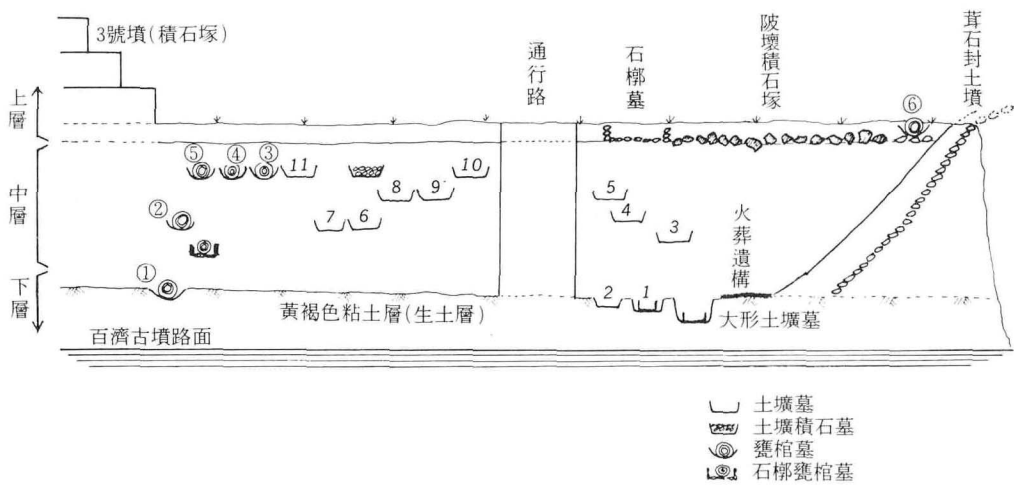 3號墳(積石塚)
通行路
石槨墓
陂壞積石塚
葺石封土墳
上層
中層
下層
⑥
⑤
④
③
11
10
8
9
7
6
②
①
5
4
3
2
1
火葬遺構
黃褐色粘土層(生土層)
大形土壙墓
百濟古墳路面
土壙墓
土壙積石墓
甕棺墓
石槨甕棺墓